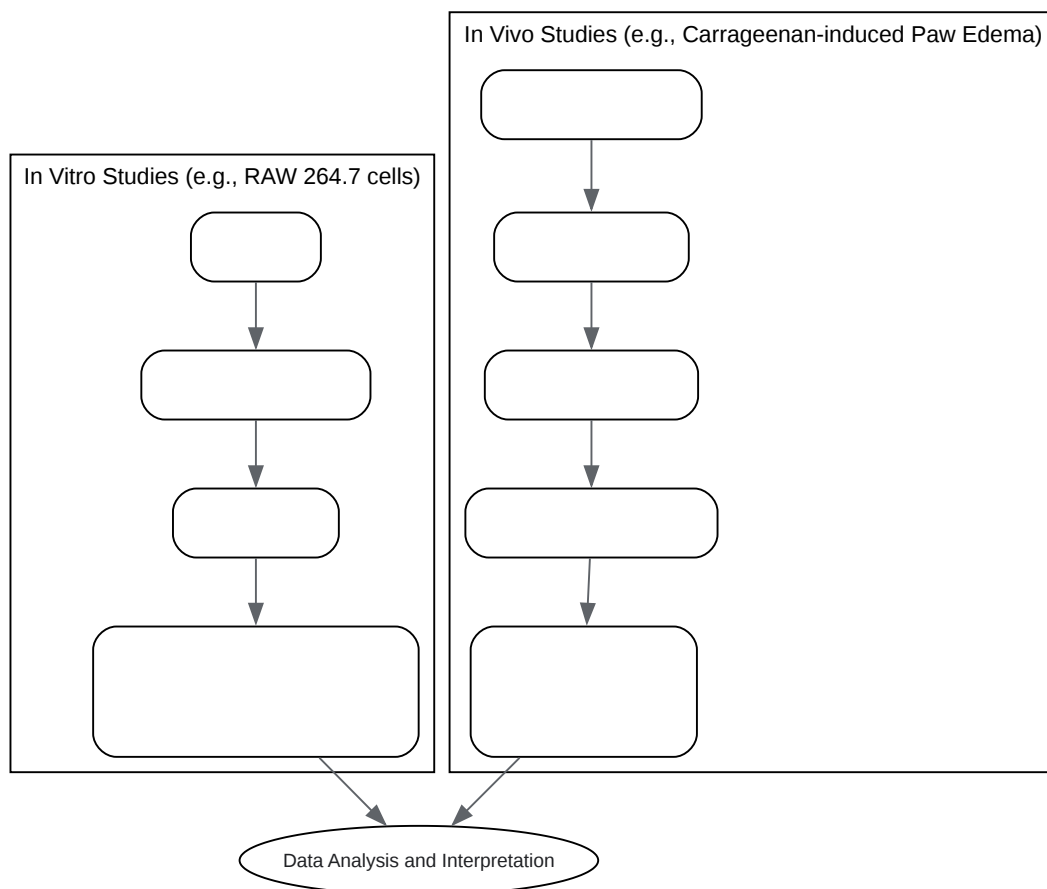 In Vivo Studies (e.g., Carrageenan-induced Paw Edema)
In Vitro Studies (e.g., RAW 264.7 cells)
Data Analysis and Interpretation